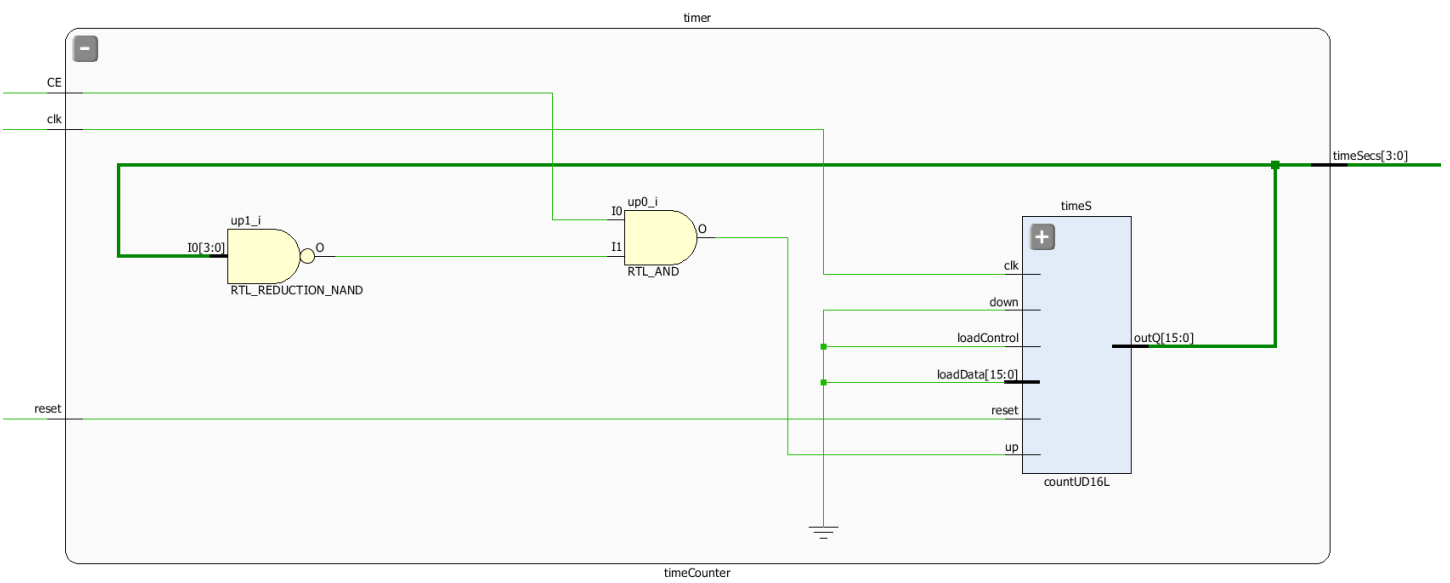 timer
CE
clk
timeSecs[3:0]
up1_i
I0[3:0]
O
RTL_REDUCTION_NAND
up0_i
I0
I1
O
RTL_AND
timeS
clk
down
loadControl
loadData[15:0]
reset
up
outQ[15:0]
countUD16L
reset
timeCounter